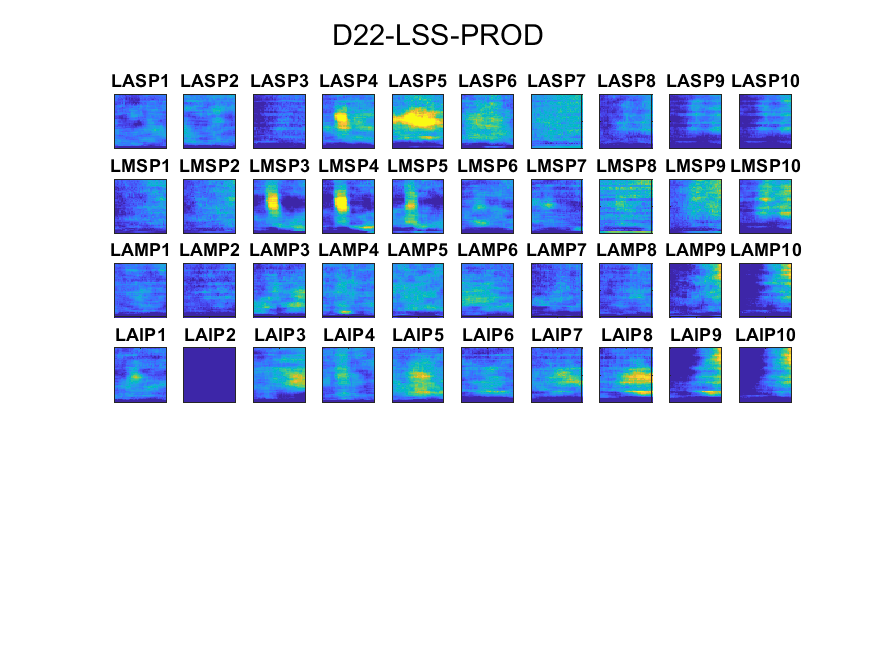 D22-LSS-PROD
LASP1 LASP2 LASP3 LASP4 LASP5 LASP6 LASP7 LASP8 LASP9 LASP10
LMSP1 LMSP2 LMSP3 LMSP4 LMSP5 LMSP6 LMSP7 LMSP8 LMSP9 LMSP10
LAMP1 LAMP2 LAMP3 LAMP4 LAMP5 LAMP6 LAMP7 LAMP8 LAMP9 LAMP10
LAIP1 LAIP2 LAIP3 LAIP4 LAIP5 LAIP6 LAIP7 LAIP8 LAIP9 LAIP10